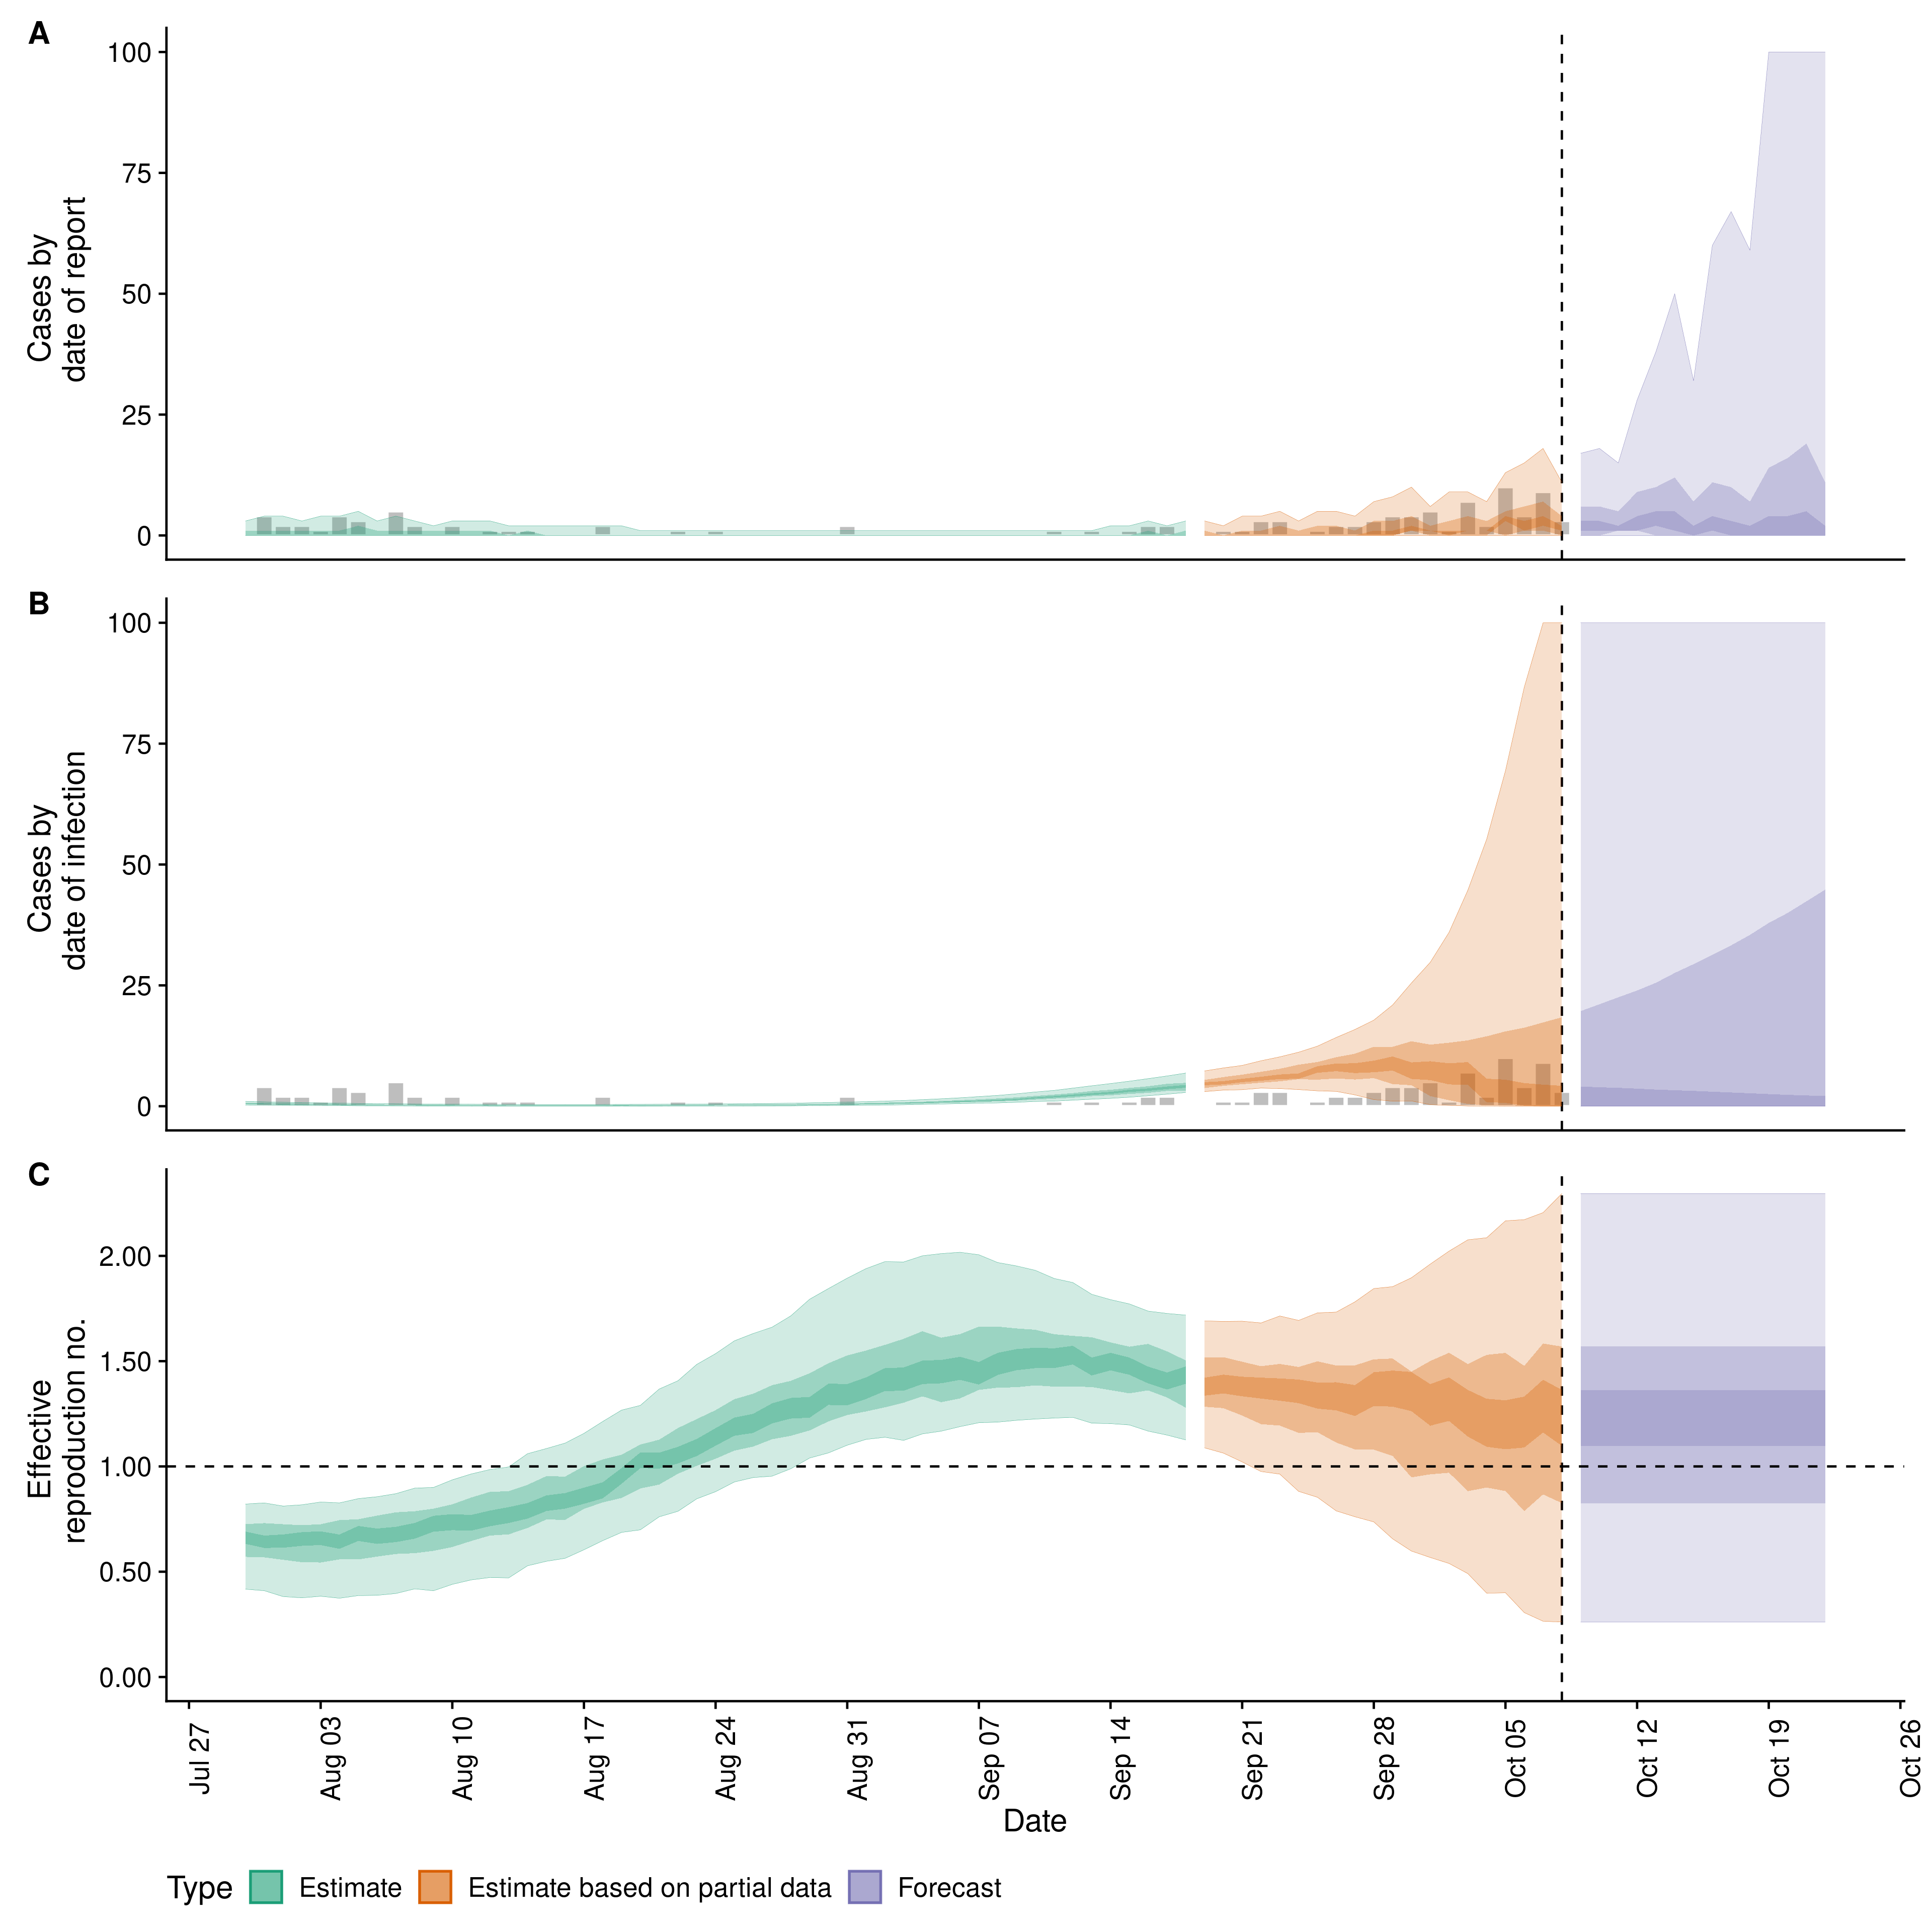 A
Cases by
date of report
100
75
50
25
0
B
Cases by
date of infection
100
75
50
25
0
C
Effective
reproduction no.
2.00
1.50
1.00
0.50
0.00
Jul 27
Aug 03
Aug 10
Aug 17
Aug 24
Aug 31
Sep 07
Sep 14
Sep 21
Sep 28
Oct 05
Oct 12
Oct 19
Oct 26
Date
Type Estimate Estimate based on partial data Forecast